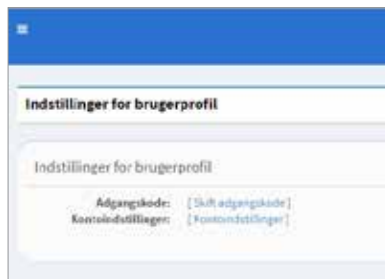 Indstillinger for brugerprofil
Indstillinger for brugerprofil
Adgangskode: [Skift adgangskode]
Kontoindstillinger: [Kontoindstillinger]